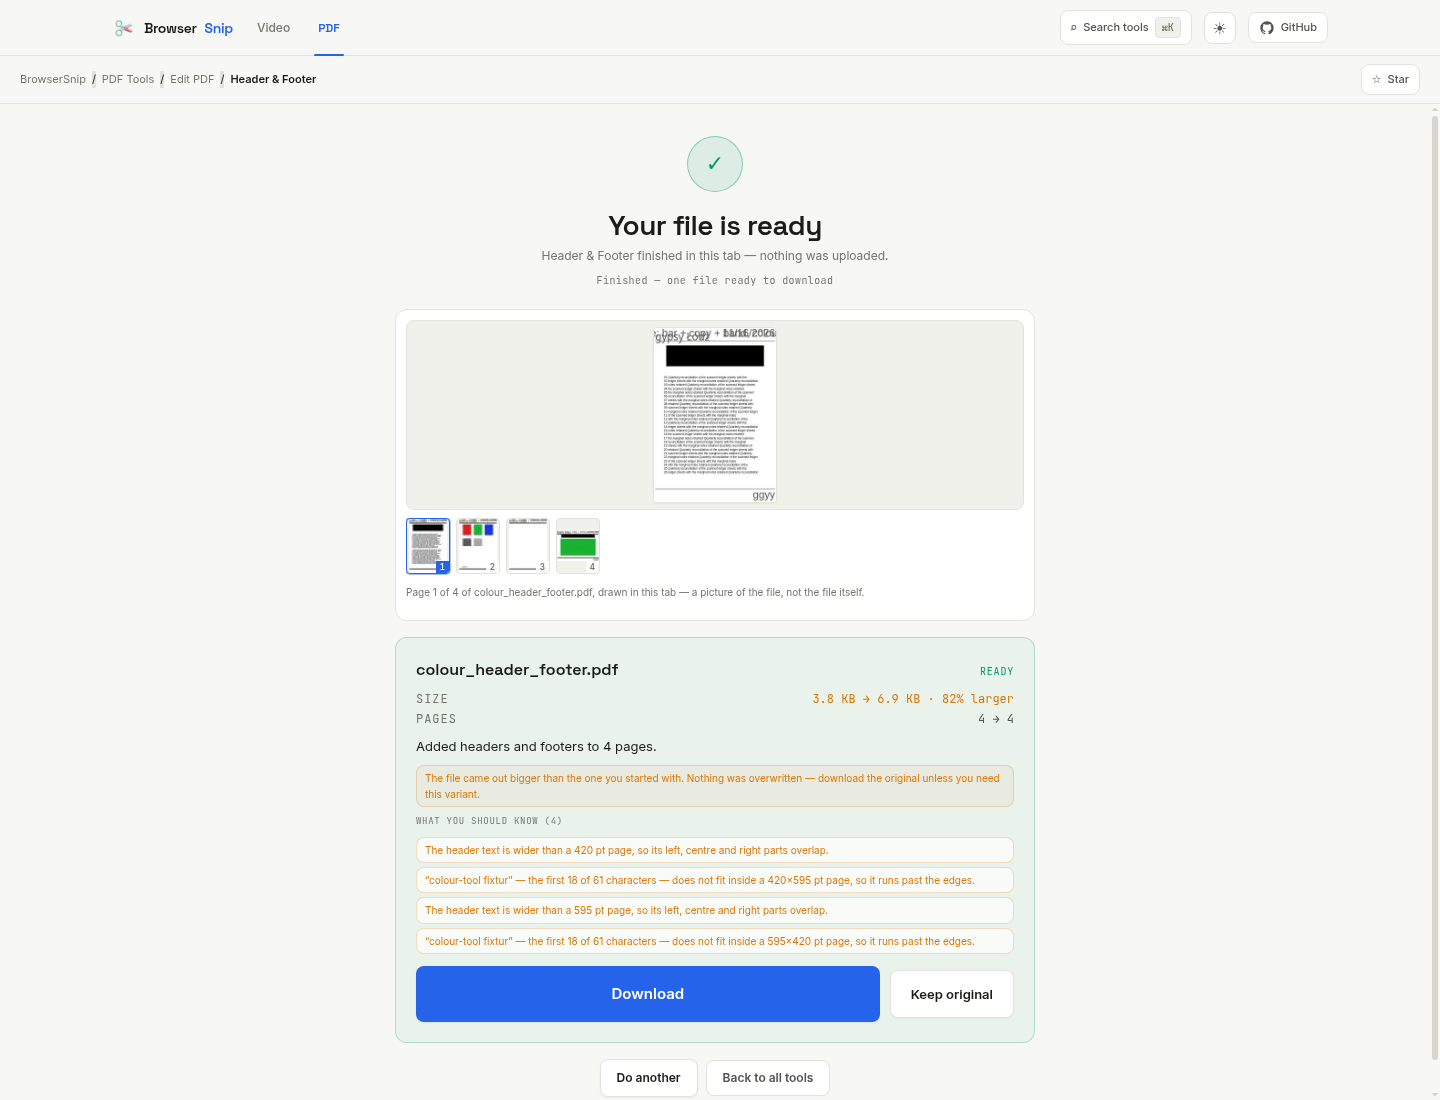 Browser Snip
Video
PDF
Search tools
⌘K
GitHub
BrowserSnip / PDF Tools / Edit PDF / Header & Footer
☆ Star
✓
Your file is ready
Header & Footer finished in this tab — nothing was uploaded.
Finished — one file ready to download
ggyy
1
2
3
4
Page 1 of 4 of colour_header_footer.pdf, drawn in this tab — a picture of the file, not the file itself.
colour_header_footer.pdf
READY
SIZE
3.8 KB → 6.9 KB · 82% larger
PAGES
4 → 4
Added headers and footers to 4 pages.
The file came out bigger than the one you started with. Nothing was overwritten — download the original unless you need
this variant.
WHAT YOU SHOULD KNOW (4)
The header text is wider than a 420 pt page, so its left, centre and right parts overlap.
“colour-tool fixtur” — the first 18 of 61 characters — does not fit inside a 420×595 pt page, so it runs past the edges.
The header text is wider than a 595 pt page, so its left, centre and right parts overlap.
“colour-tool fixtur” — the first 18 of 61 characters — does not fit inside a 595×420 pt page, so it runs past the edges.
Download
Keep original
Do another
Back to all tools